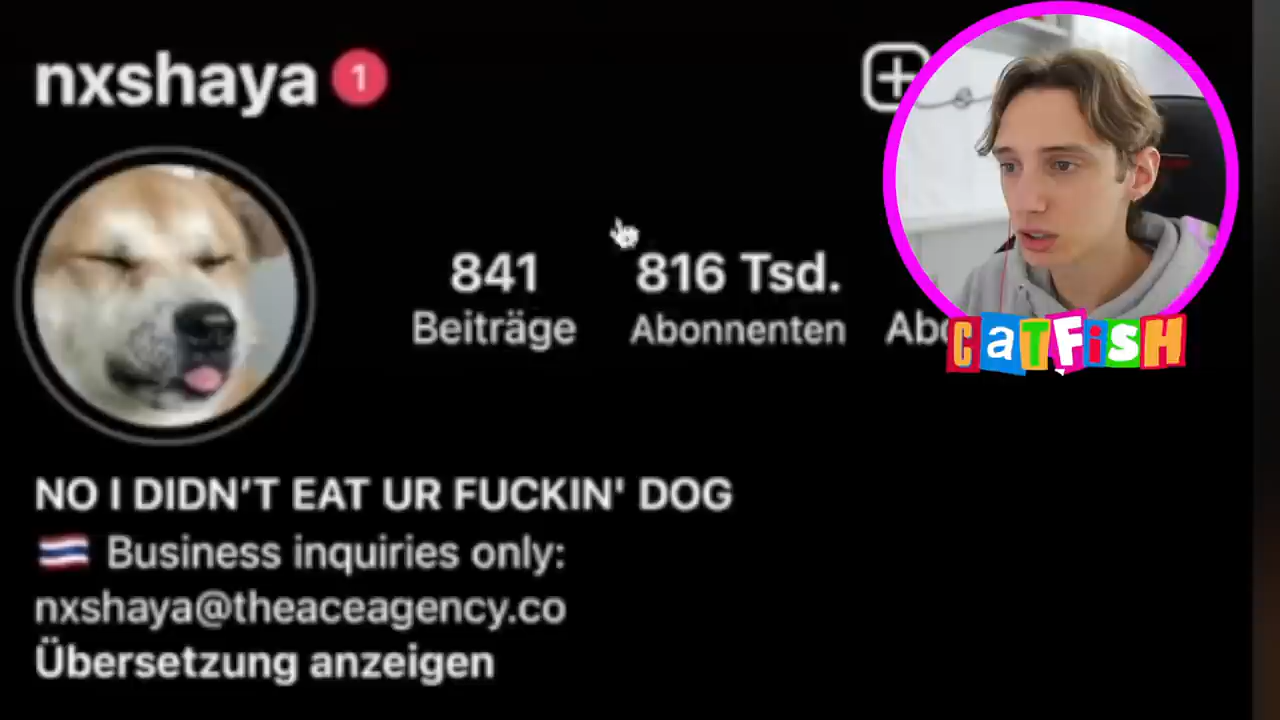 nxshaya 1
841
816 Tsd.
Beiträge
Abonnenten
CATFiSH
NO I DIDN’T EAT UR FUCKIN' DOG
Business inquiries only:
nxshaya@theaceagency.co
Übersetzung anzeigen